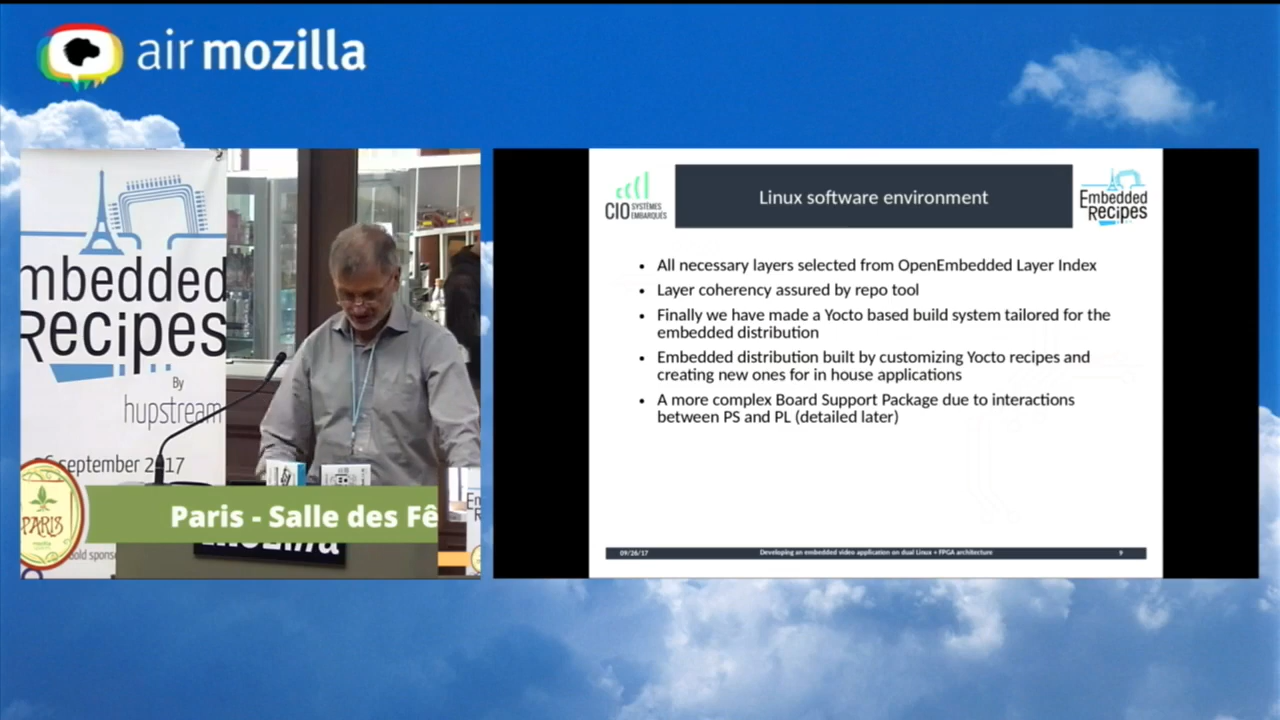 air mozilla
mbedded
Recipes
By
hupstream
september 2017
PARIS
mozilla
Paris - Salle des Fê
mozilla
old spons
CIO SYSTÈMES
EMBARQUÉS
Linux software environment
Embedded
Recipes
• All necessary layers selected from OpenEmbedded Layer Index
• Layer coherency assured by repo tool
• Finally we have made a Yocto based build system tailored for the
embedded distribution
• Embedded distribution built by customizing Yocto recipes and
creating new ones for in house applications
• A more complex Board Support Package due to interactions
between PS and PL (detailed later)
09/26/17
Developing an embedded video application on dual Linux + FPGA architecture
9